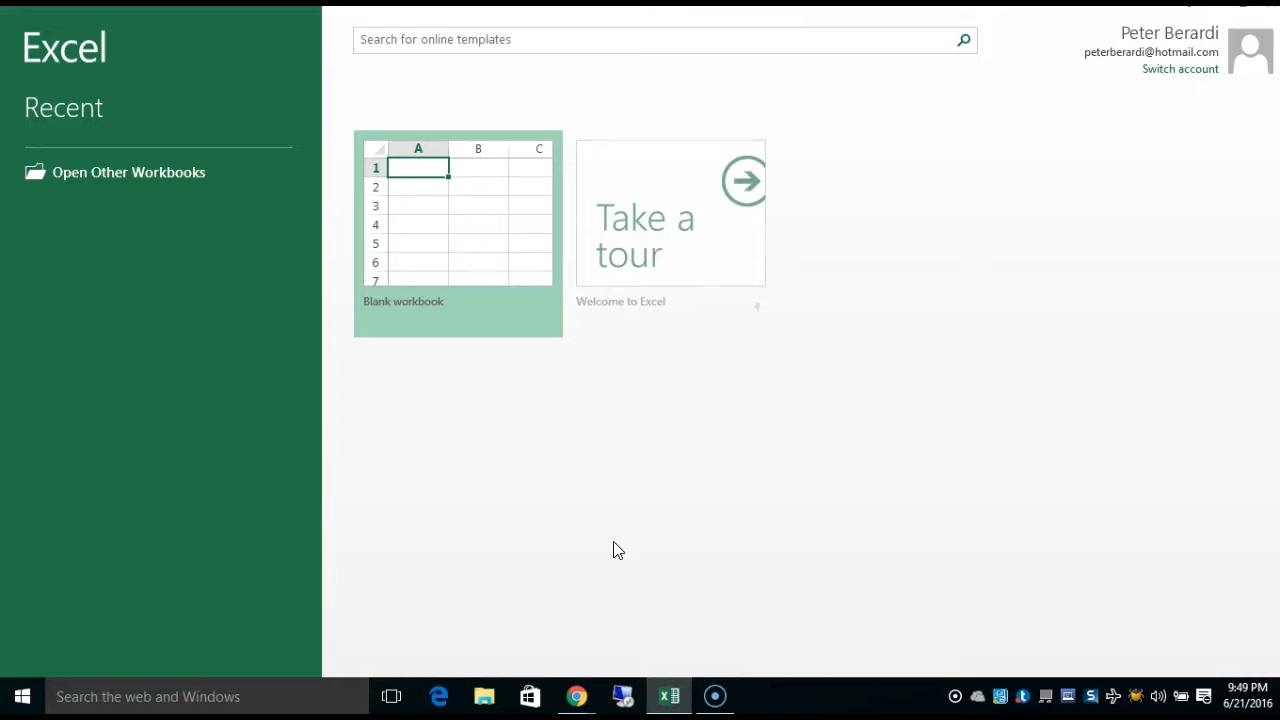 Excel
Recent
Open Other Workbooks
Search for online templates
Peter Berardi
peterberardi@hotmail.com
Switch account
A B C
1
2
3
4
5
6
7
Blank workbook
Take a
tour
Welcome to Excel
Search the web and Windows
9:49 PM
6/21/2016